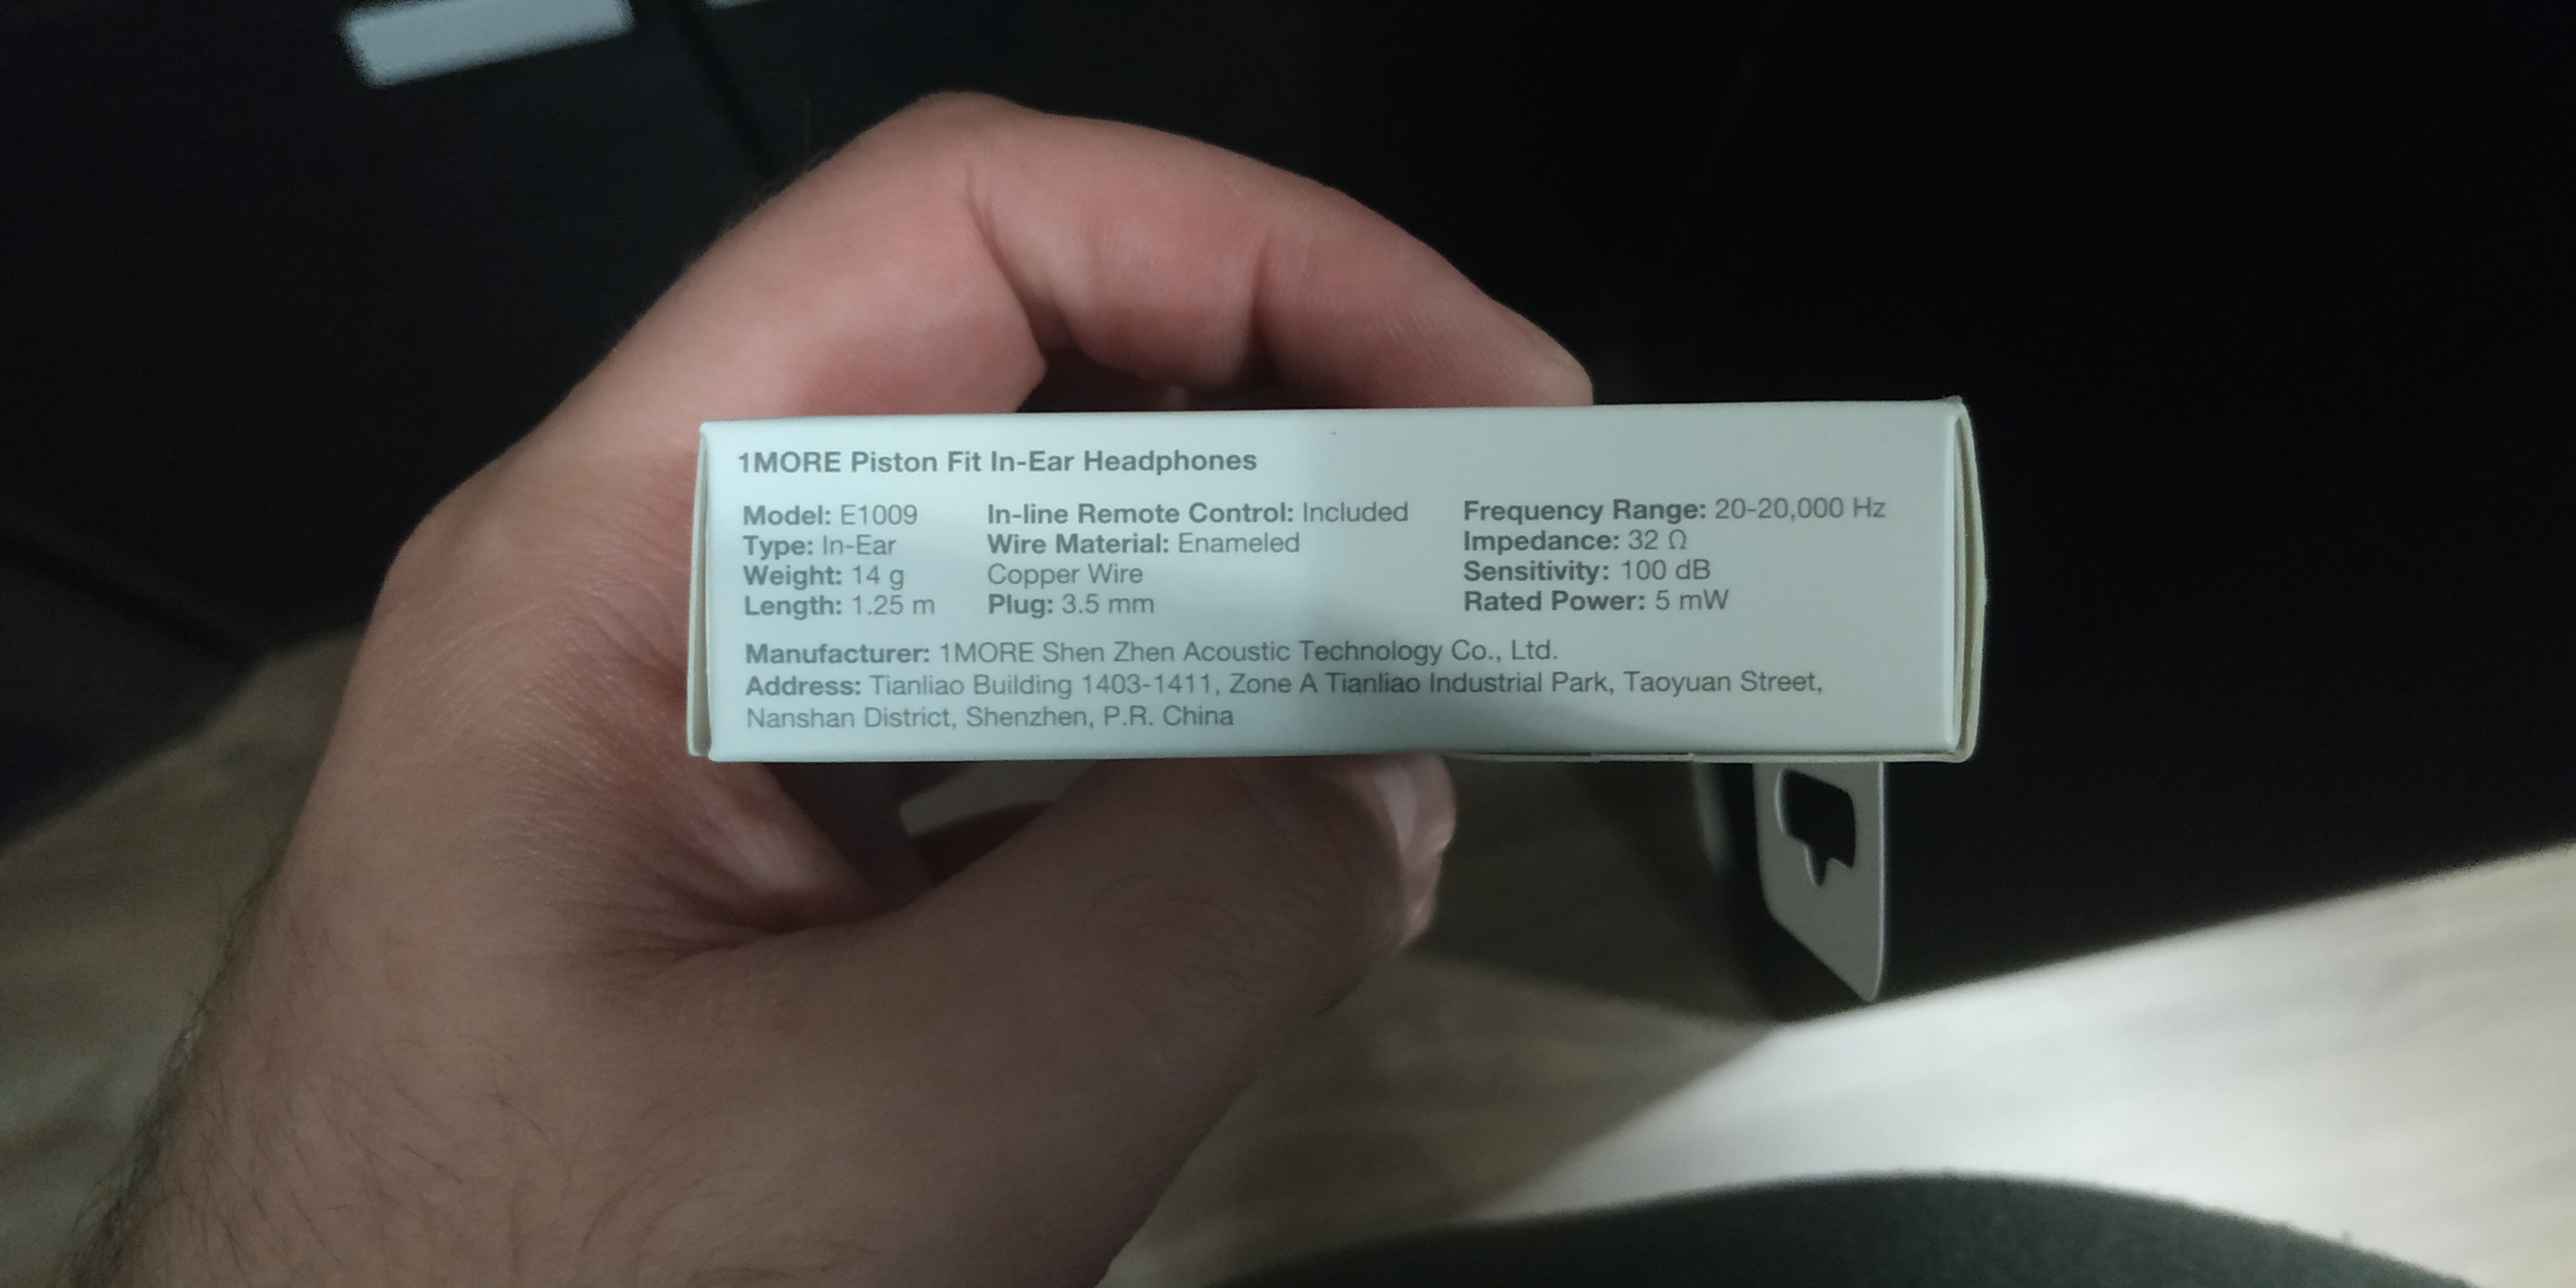 1MORE Piston Fit In-Ear Headphones
Model: E1009
Type: In-Ear
Weight: 14 g
Length: 1.25 m
In-line Remote Control: Included
Wire Material: Enameled
Copper Wire
Plug: 3.5 mm
Frequency Range: 20-20,000 Hz
Impedance: 32 Ω
Sensitivity: 100 dB
Rated Power: 5 mW
Manufacturer: 1MORE Shen Zhen Acoustic Technology Co., Ltd.
Address: Tianliao Building 1403-1411, Zone A Tianliao Industrial Park, Taoyuan Street,
Nanshan District, Shenzhen, P.R. China